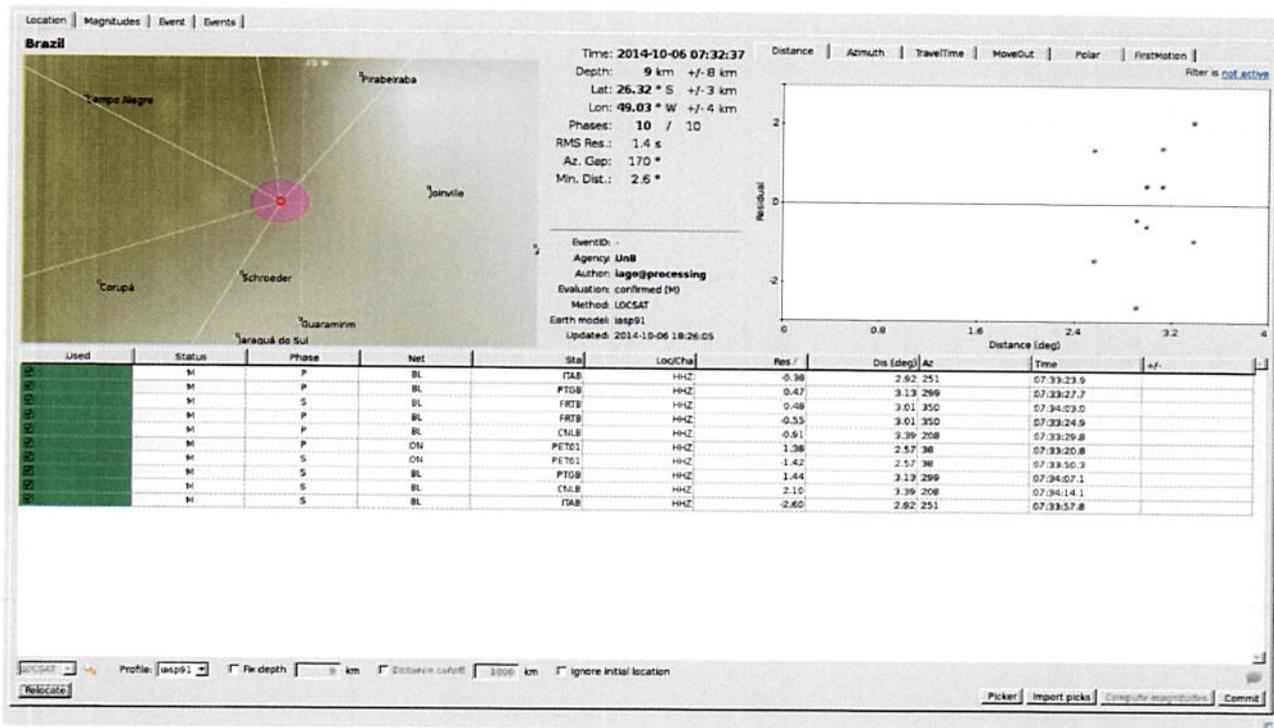 Location Magnitudes Event Events
Brazil
Pirabeiraba
Joinville
Schroeder
Corupá
Guaramirim
Jaraguá do Sul
Time: 2014-10-06 07:32:37
Depth: 9 km +/- 8 km
Lat: 26.32 ° S +/- 3 km
Lon: 49.03 ° W +/- 4 km
Phases: 10 / 10
RMS Res.: 1.4 s
Az. Gap: 170 °
Min. Dist.: 2.6 °
EventID: -
Agency: UnB
Author: iago@processing
Evaluation: confirmed (M)
Method: LOCSAT
Earth model: iasp91
Updated: 2014-10-06 18:26:05
Distance Azimuth TravelTime MoveOut Polar FirstMotion
Filter is not active
Residual
2
0
-2
0 0.8 1.6 2.4 3.2 4
Distance (deg)
Used Status Phase Net Sta Loc/Cha Res / Dis (deg) Az Time +/-
M P BL ITAB HHZ -0.36 2.92 251 07:33:23.9
M P BL PTGB HHZ 0.47 3.13 299 07:33:27.7
M S BL FRTB HHZ 0.48 3.01 350 07:34:03.0
M P BL FRTB HHZ -0.55 3.01 350 07:33:24.9
M P BL CNLB HHZ -0.91 3.39 208 07:33:29.8
M P ON PET01 HHZ 1.38 2.57 38 07:33:20.8
M S ON PET01 HHZ -1.42 2.57 38 07:33:50.3
M S BL PTGB HHZ 1.44 3.13 299 07:34:07.1
M S BL CNLB HHZ 2.10 3.39 208 07:34:14.1
M S BL ITAB HHZ -2.60 2.92 251 07:33:57.8
LOCSAT Profile: iasp91 Fix depth 9 km Distance cutoff 1000 km Ignore initial location
Relocate
Picker Import picks Compute magnitudes Commit